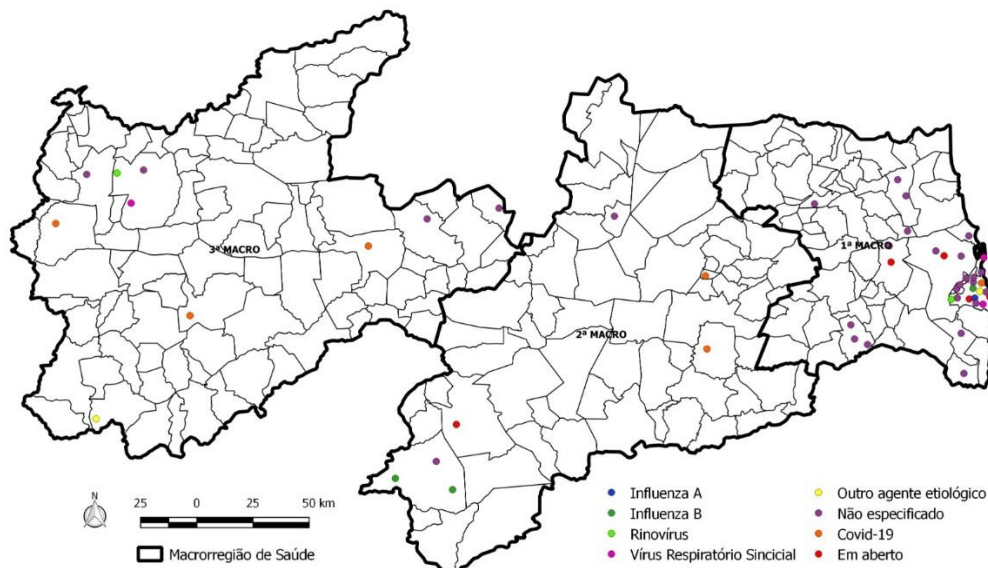 3ª MACRO
1ª MACRO
2ª MACRO
N
25 0 25 50 km
Macrorregião de Saúde
Influenza A
Influenza B
Rinovírus
Vírus Respiratório Sincicial
Outro agente etiológico
Não especificado
Covid-19
Em aberto